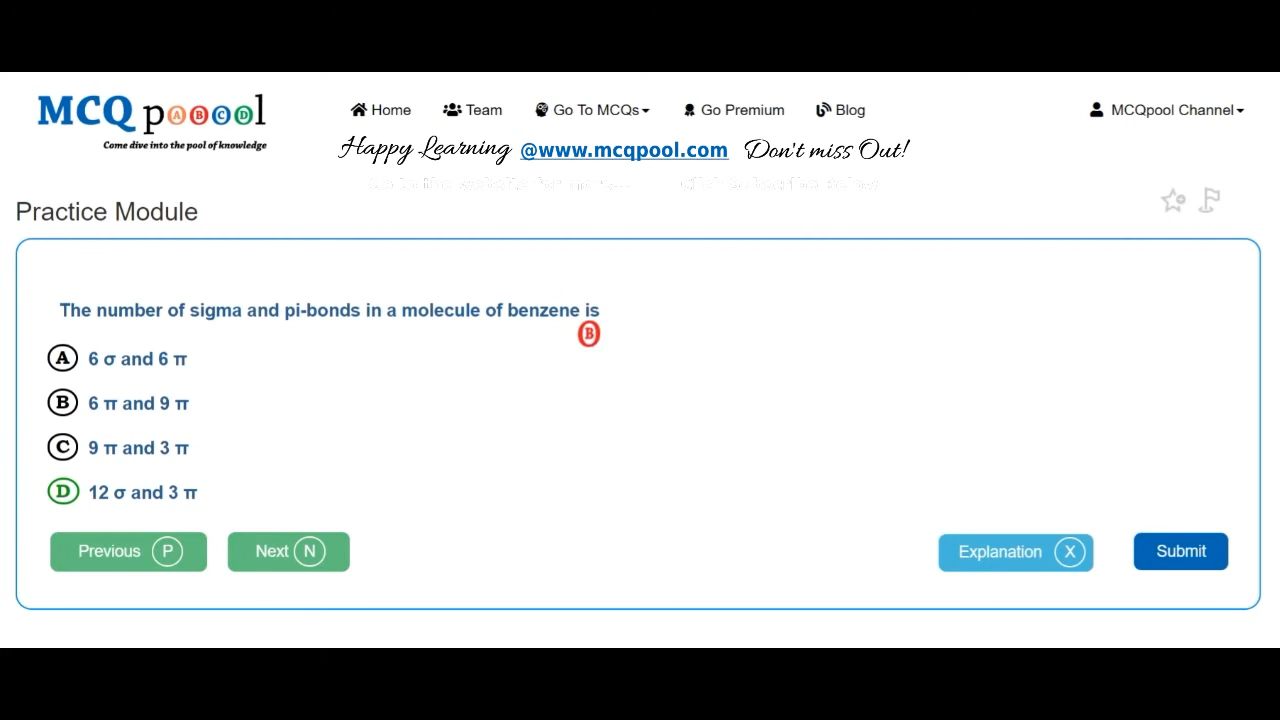 MCQ pABCDl
Come dive into the pool of knowledge
Home Team Go To MCQs Go Premium Blog MCQpool Channel
Happy Learning @www.mcqpool.com Don't miss Out!
Practice Module
The number of sigma and pi-bonds in a molecule of benzene is
B
A 6 σ and 6 π
B 6 π and 9 π
C 9 π and 3 π
D 12 σ and 3 π
Previous P Next N Explanation X Submit